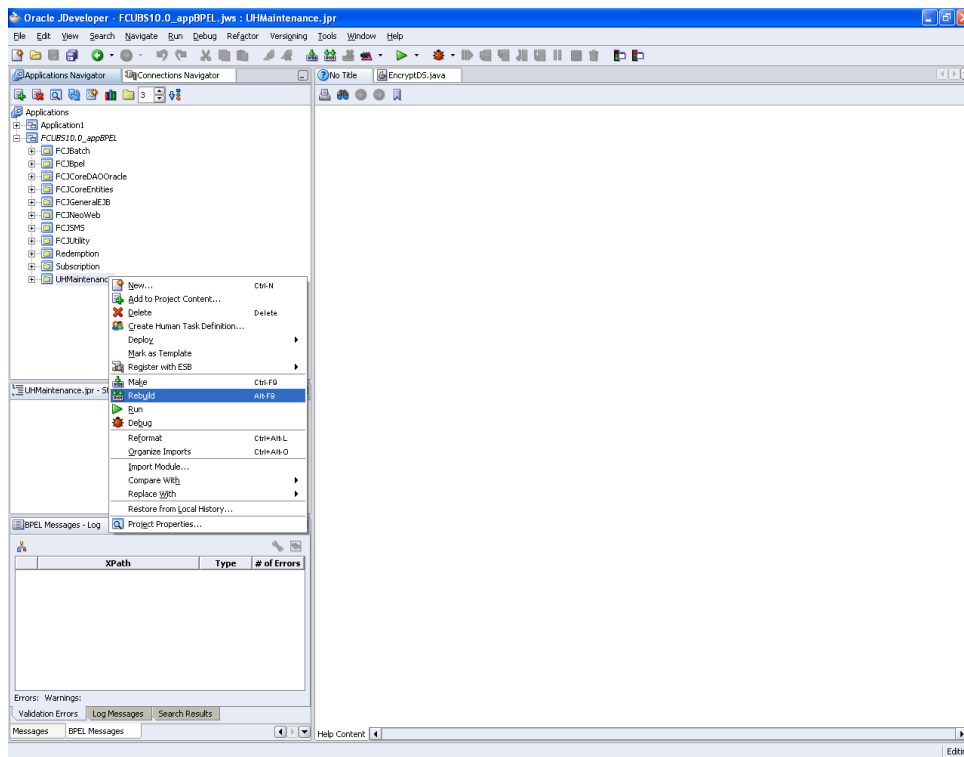 Oracle JDeveloper - FCUBS10.0_appBPEL.jws : UHMaintenance.jpr
File Edit View Search Navigate Run Debug Refactor Versioning Tools Window Help
Applications Navigator Connections Navigator
No Title EncryptDS.java
3
Applications
Application1
FCUBS10.0_appBPEL
FCJBatch
FCJBpel
FCJCoreDAOOracle
FCJCoreEntities
FCJGeneralEJB
FCJNeoWeb
FCJSMS
FCJUtility
Redemption
Subscription
UHMaintenanc
New... Ctrl-N
Add to Project Content...
Delete Delete
Create Human Task Definition...
Deploy
Mark as Template
Register with ESB
Make Ctrl-F9
Rebuild Alt-F9
Run
Debug
Reformat Ctrl+Alt-L
Organize Imports Ctrl+Alt-O
Import Module...
Compare With
Replace With
Restore from Local History...
Project Properties...
UHMaintenance.jpr - St
BPEL Messages - Log
XPath Type # of Errors
Errors: Warnings:
Validation Errors Log Messages Search Results
Messages BPEL Messages
Help Content
Editin